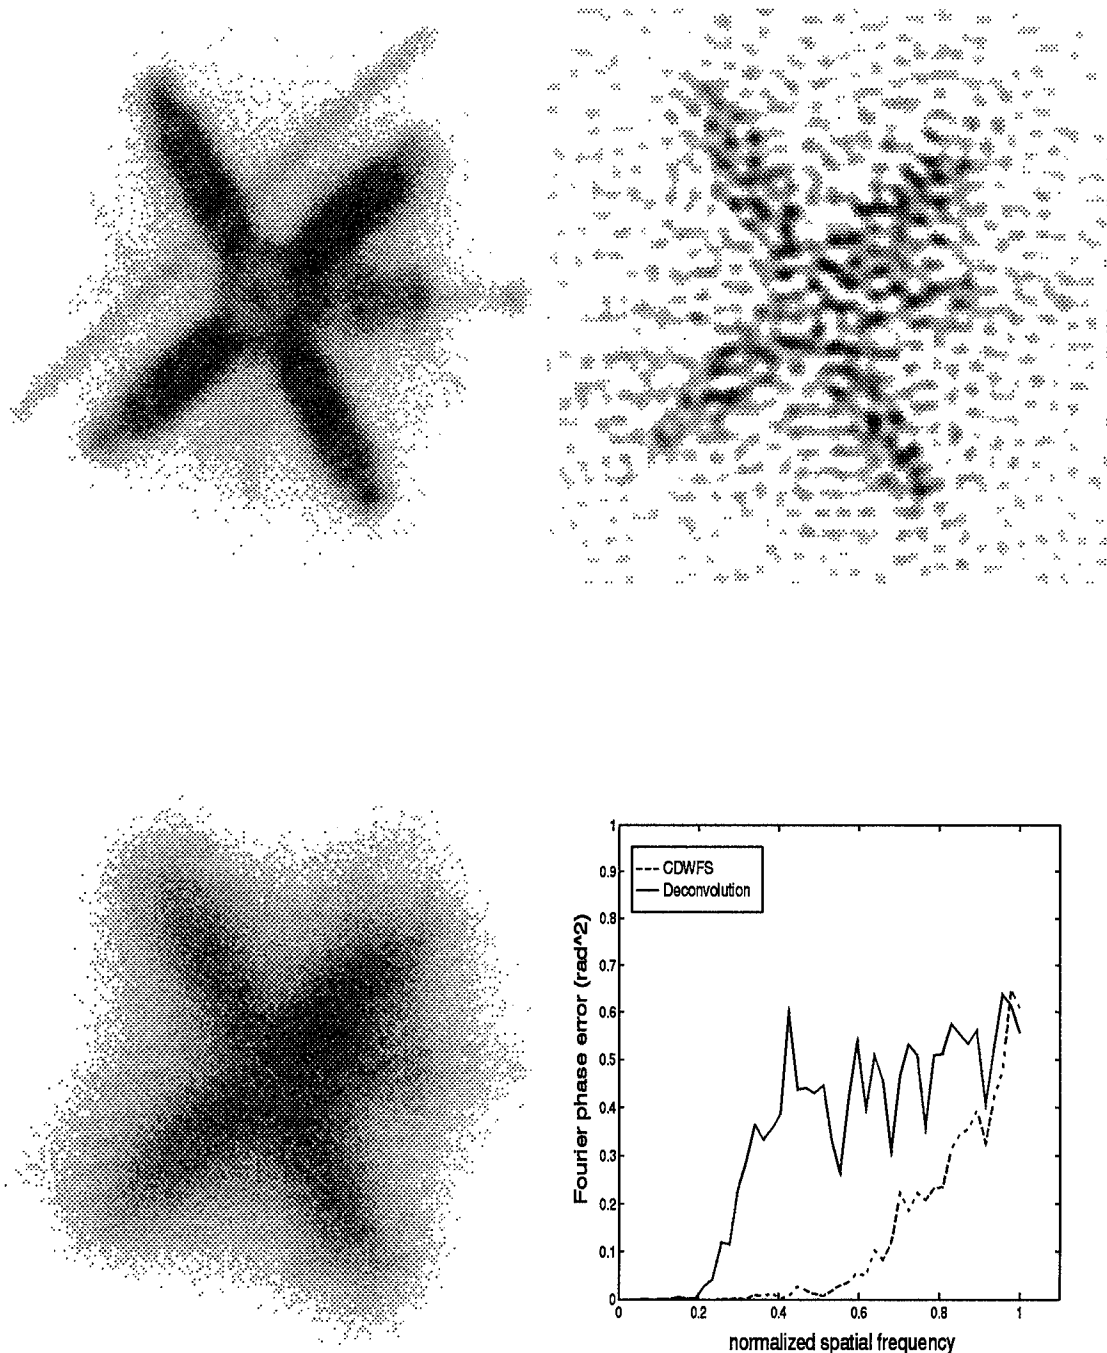 1
0.9
0.8
0.7
0.6
0.5
0.4
0.3
0.2
0.1
0
CDWFS
Deconvolution
Fourier phase error (rad^2)
0 0.2 0.4 0.6 0.8 1
normalized spatial frequency